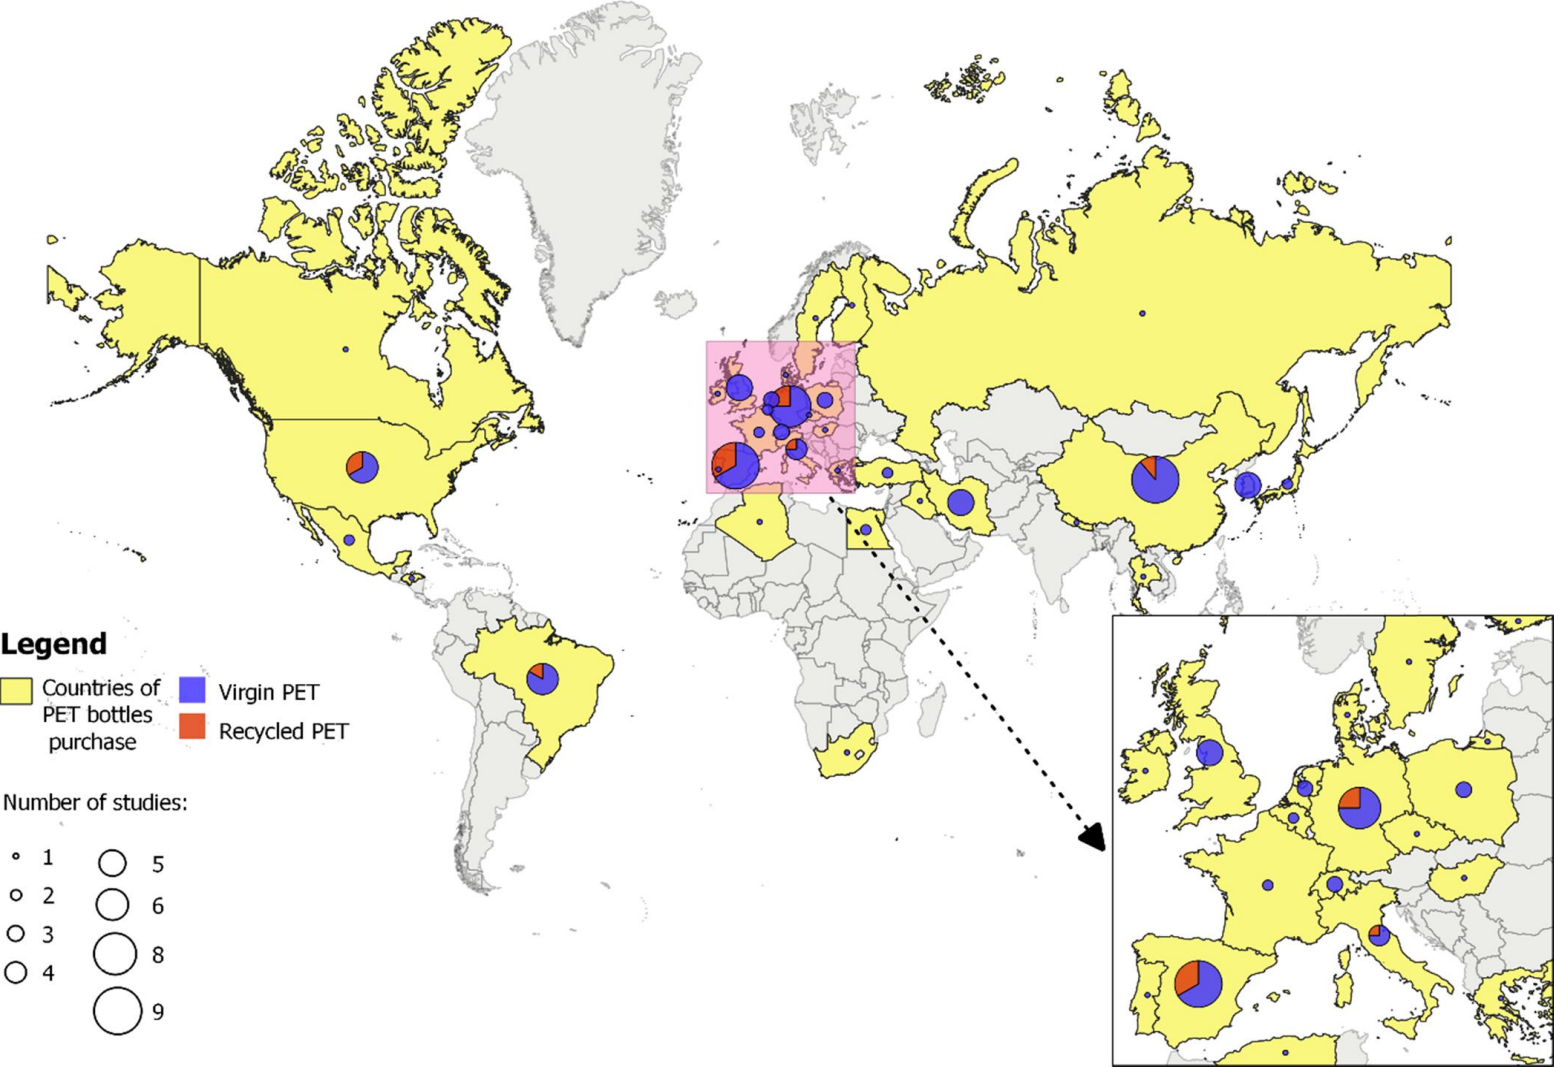 Legend
Countries of
PET bottles
purchase
Virgin PET
Recycled PET
Number of studies:
1
2
3
4
5
6
8
9